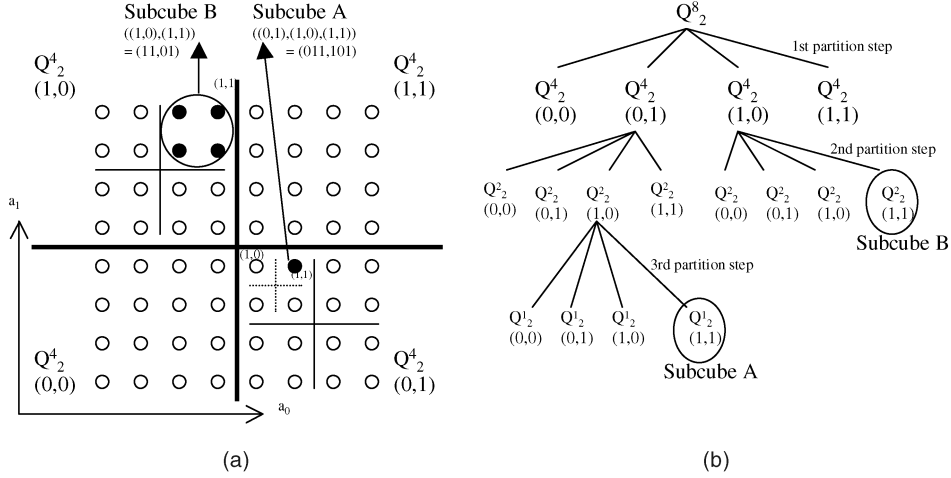 Subcube B
((1,0),(1,1))
= (11,01)
Subcube A
((0,1),(1,0),(1,1))
= (011,101)
Q⁴₂
(1,0)
(1,1)
Q⁴₂
(1,1)
a₁
(1,0)
(1,1)
Q⁴₂
(0,0)
Q⁴₂
(0,1)
a₀
(a)
Q⁸₂
1st partition step
Q⁴₂ Q⁴₂ Q⁴₂ Q⁴₂
(0,0) (0,1) (1,0) (1,1)
2nd partition step
Q²₂ Q²₂ Q²₂ Q²₂ Q²₂ Q²₂ Q²₂ Q²₂
(0,0) (0,1) (1,0) (1,1) (0,0) (0,1) (1,0) (1,1)
Subcube B
3rd partition step
Q¹₂ Q¹₂ Q¹₂ Q¹₂
(0,0) (0,1) (1,0) (1,1)
Subcube A
(b)